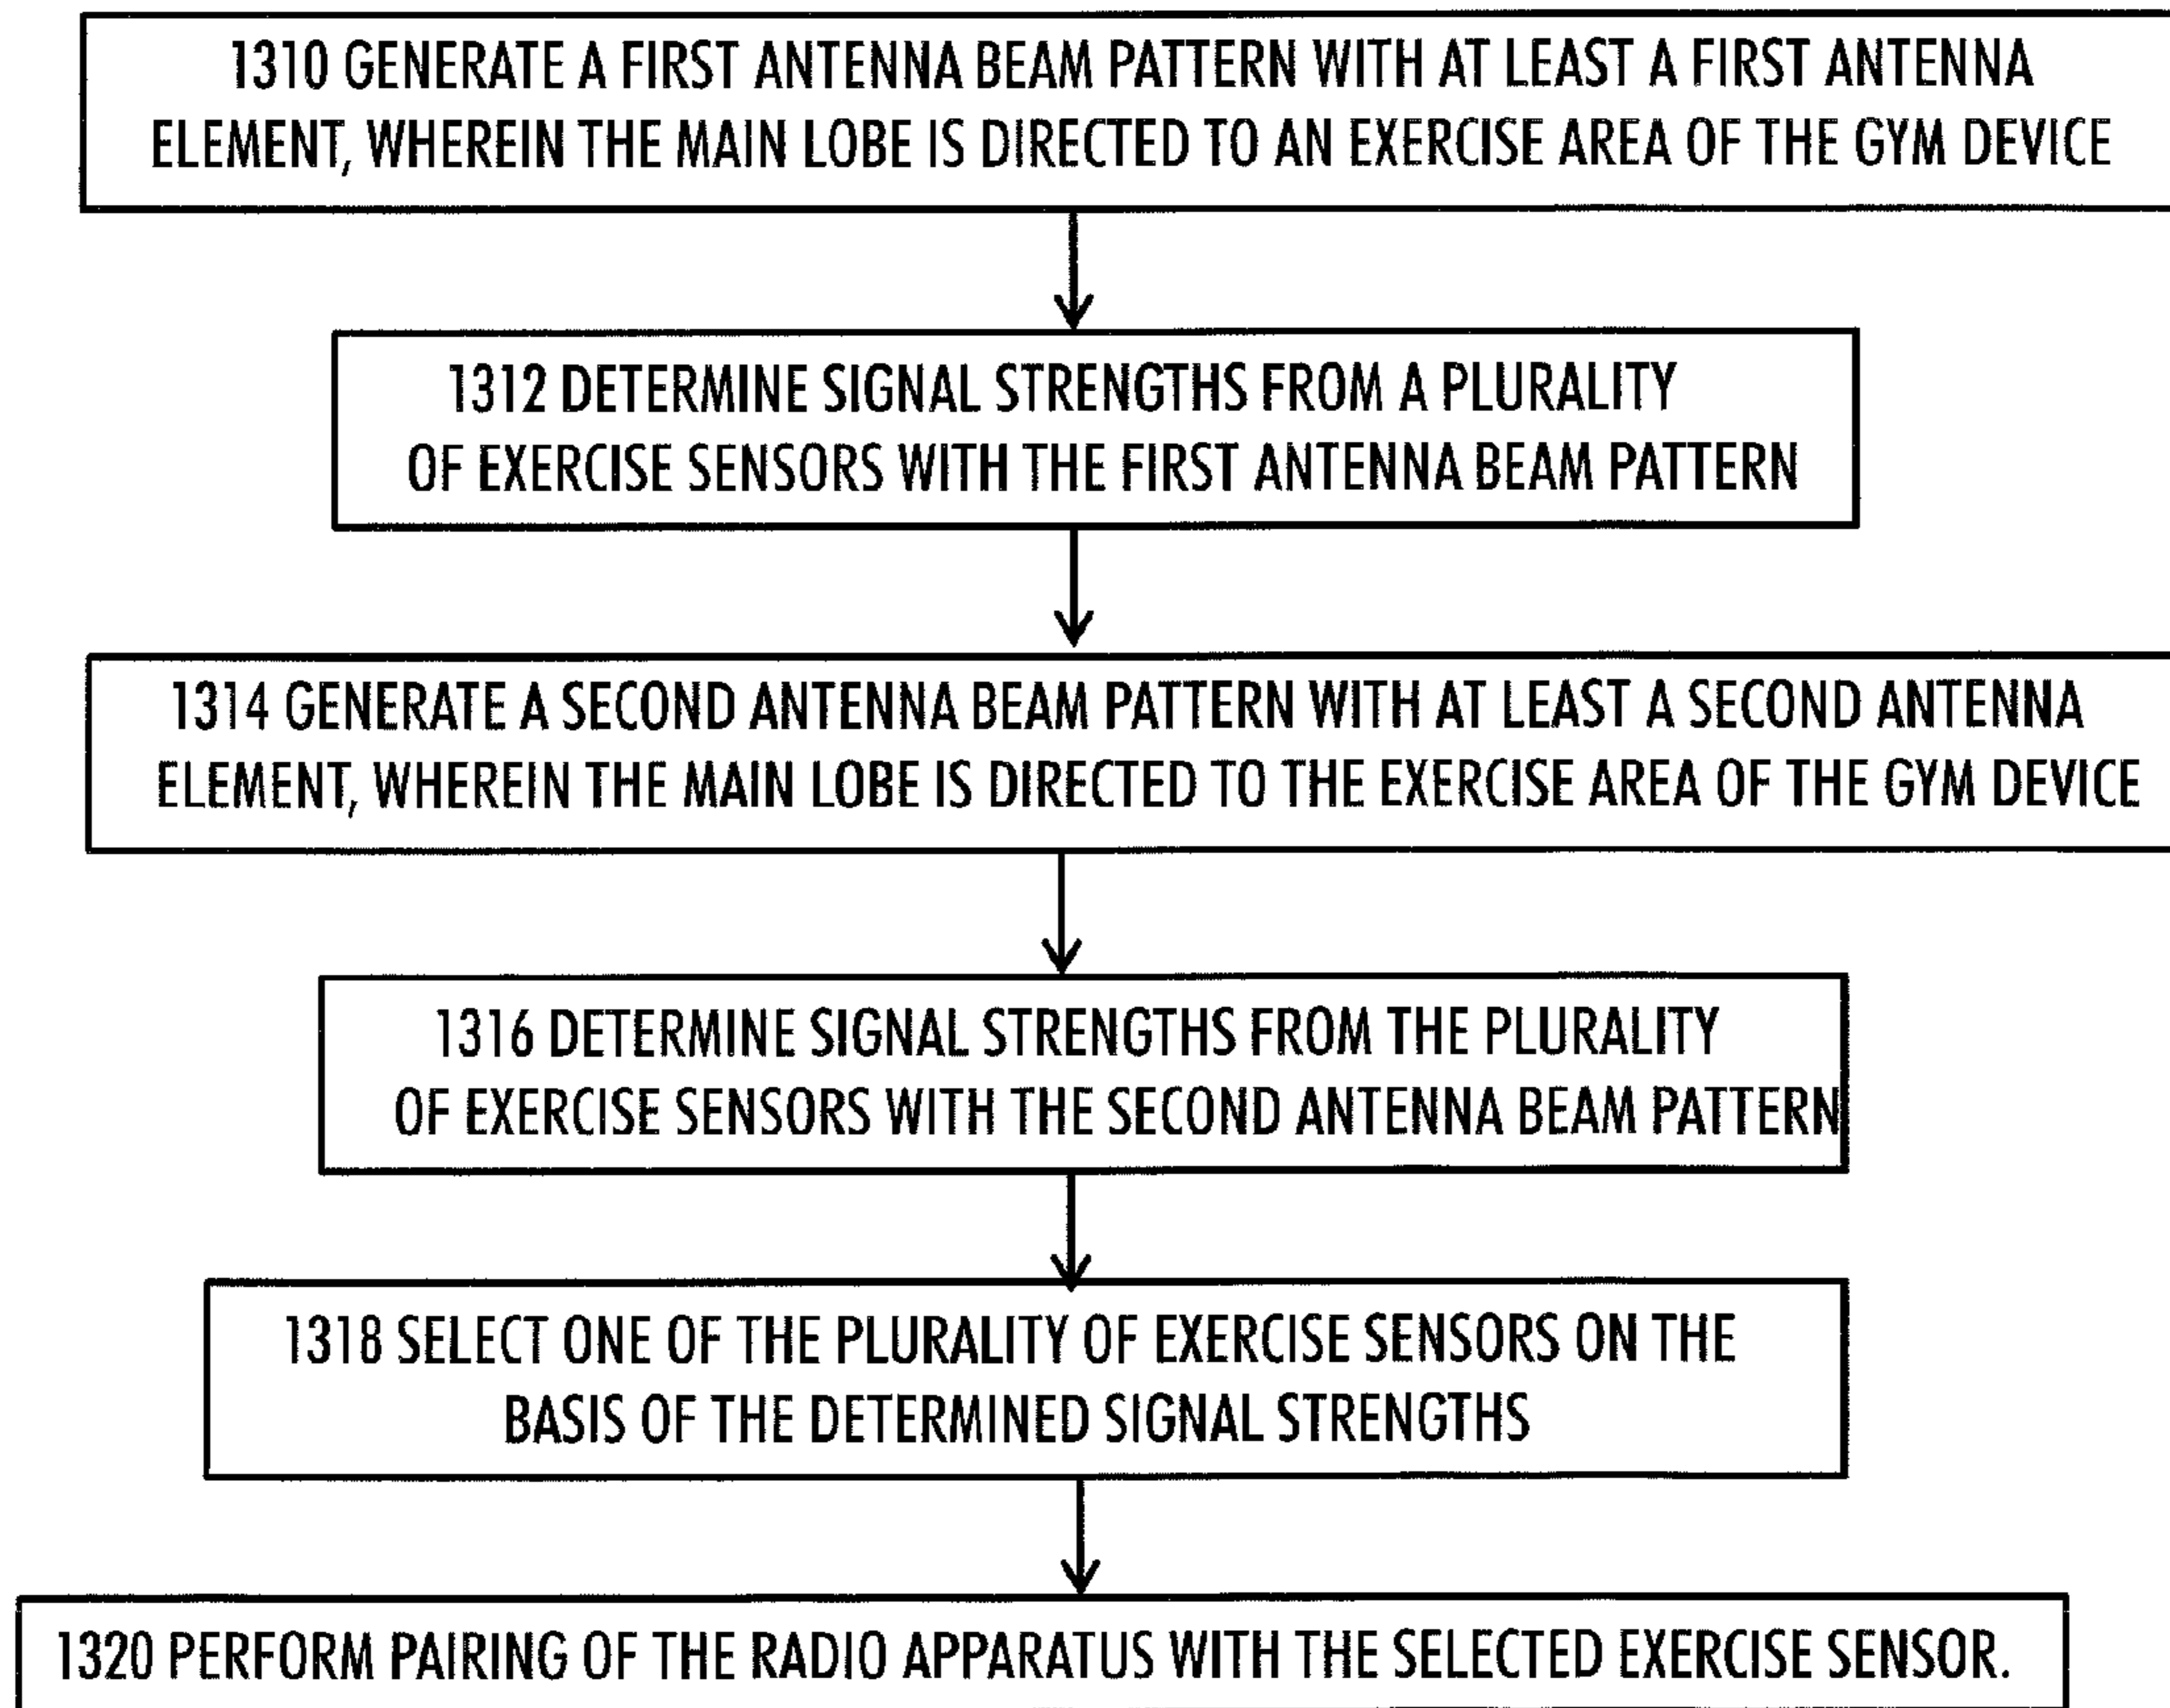 1310 GENERATE A FIRST ANTENNA BEAM PATTERN WITH AT LEAST A FIRST ANTENNA
ELEMENT, WHEREIN THE MAIN LOBE IS DIRECTED TO AN EXERCISE AREA OF THE GYM DEVICE
1312 DETERMINE SIGNAL STRENGTHS FROM A PLURALITY
OF EXERCISE SENSORS WITH THE FIRST ANTENNA BEAM PATTERN
1314 GENERATE A SECOND ANTENNA BEAM PATTERN WITH AT LEAST A SECOND ANTENNA
ELEMENT, WHEREIN THE MAIN LOBE IS DIRECTED TO THE EXERCISE AREA OF THE GYM DEVICE
1316 DETERMINE SIGNAL STRENGTHS FROM THE PLURALITY
OF EXERCISE SENSORS WITH THE SECOND ANTENNA BEAM PATTERN
1318 SELECT ONE OF THE PLURALITY OF EXERCISE SENSORS ON THE
BASIS OF THE DETERMINED SIGNAL STRENGTHS
1320 PERFORM PAIRING OF THE RADIO APPARATUS WITH THE SELECTED EXERCISE SENSOR.